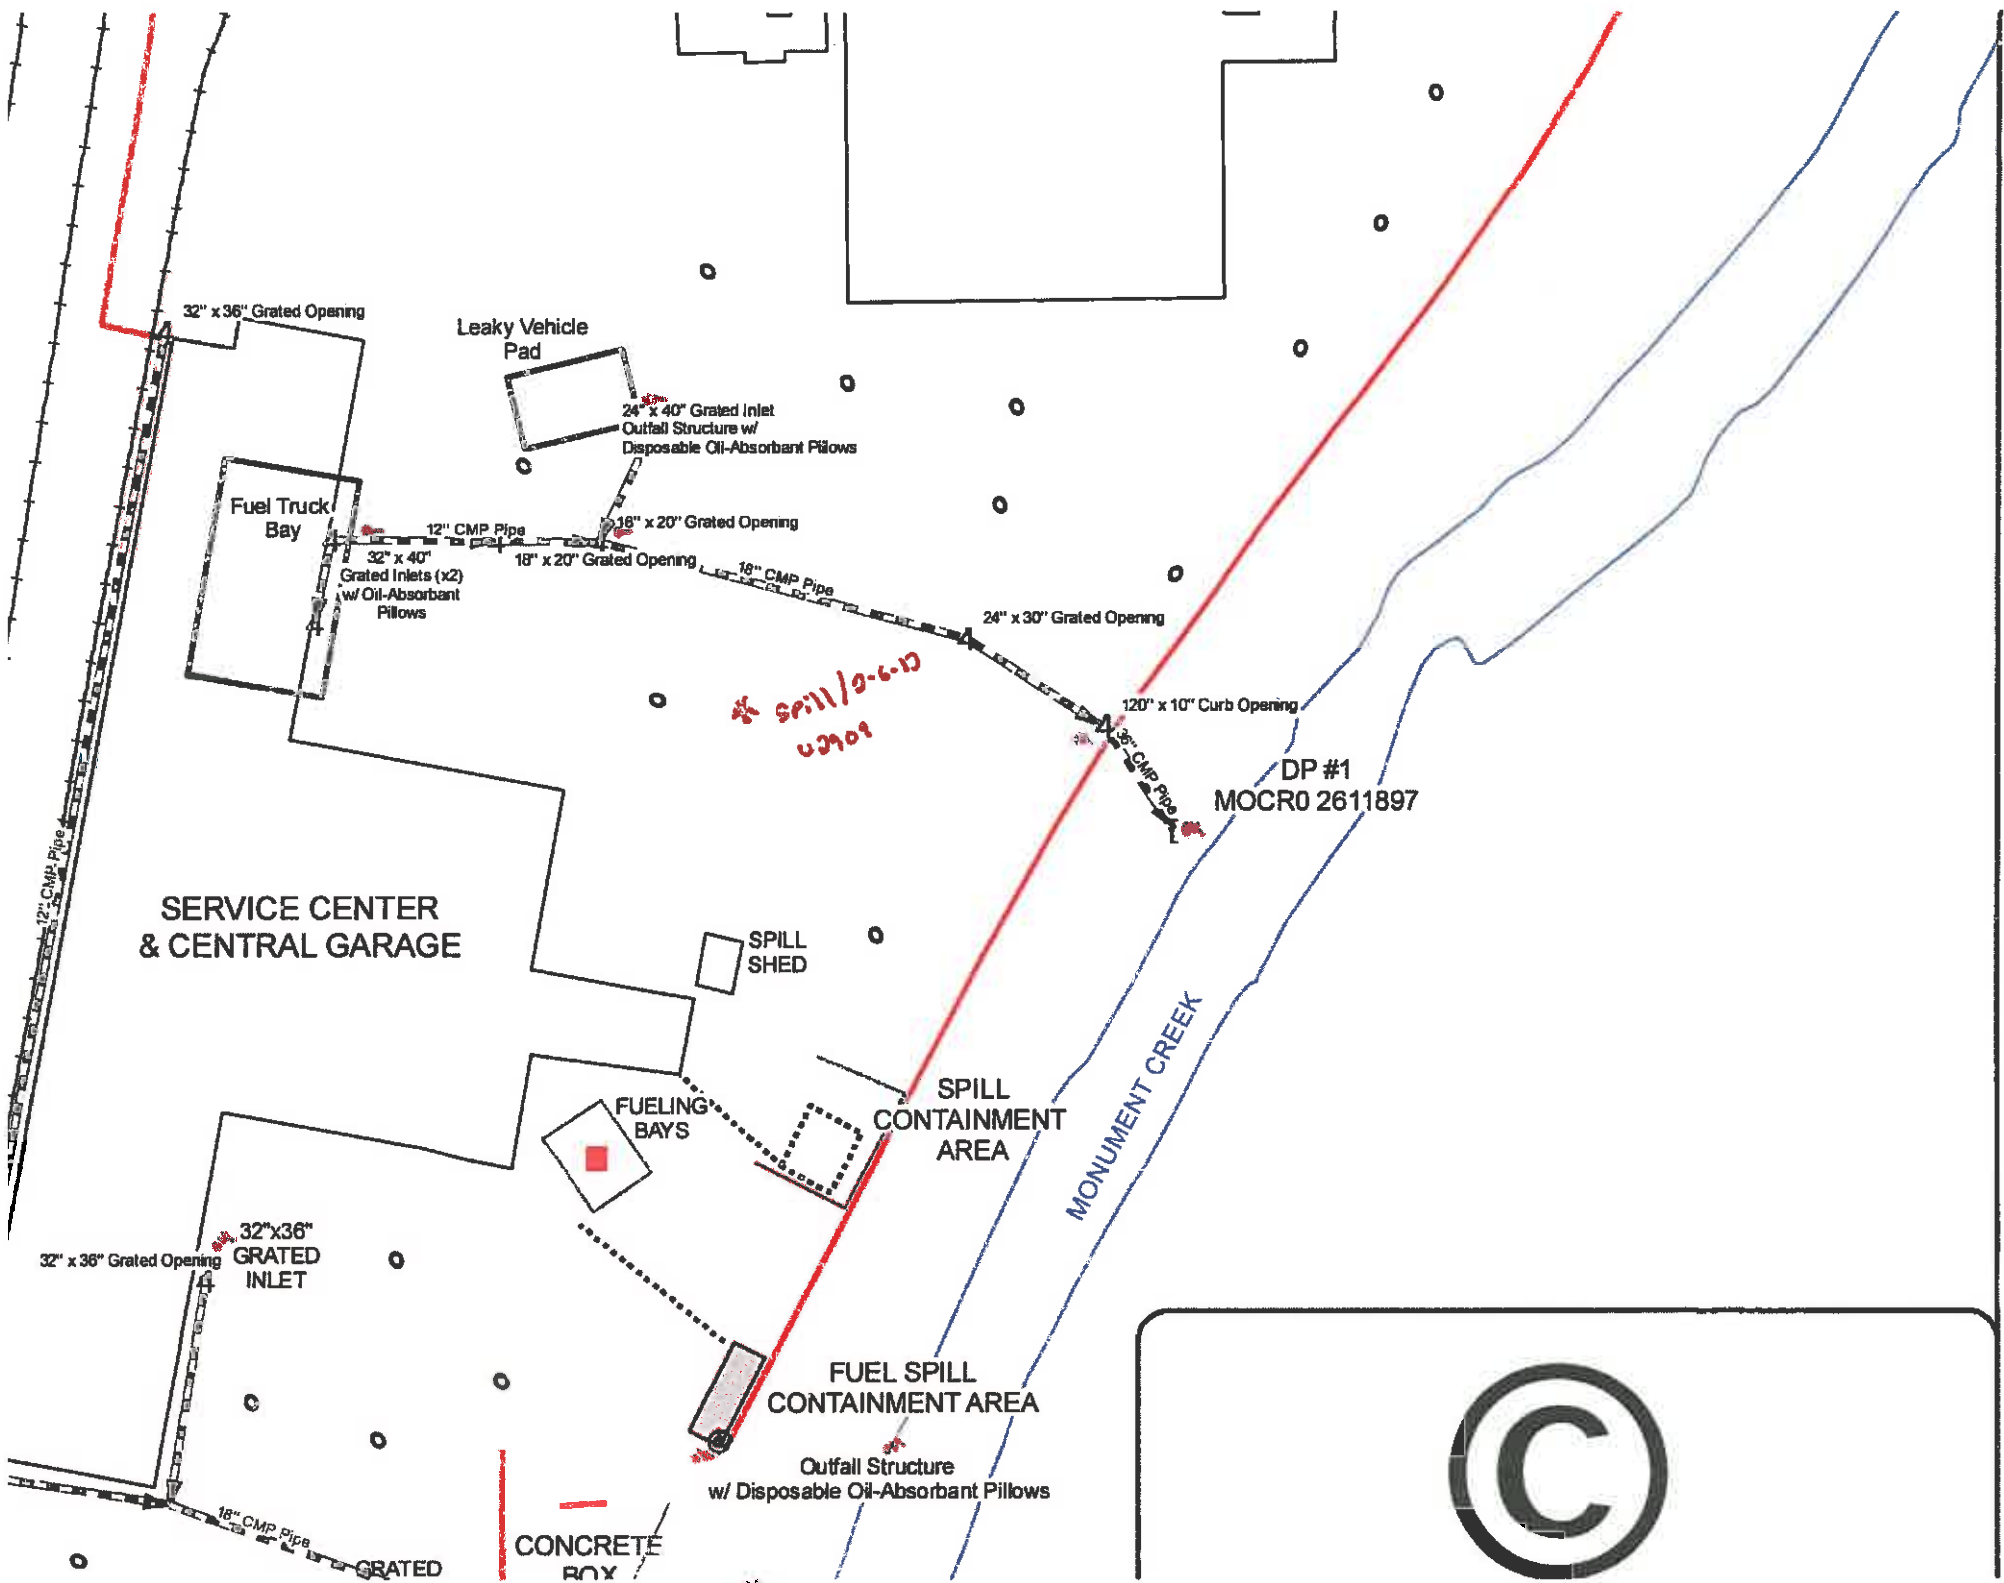 32" x 36" Grated Opening
Leaky Vehicle
Pad
24" x 40" Grated Inlet
Outfall Structure w/
Disposable Oil-Absorbant Pillows
Fuel Truck
Bay
12" CMP Pipe
16" x 20" Grated Opening
32" x 40"
Grated Inlets (x2)
w/ Oil-Absorbant
Pillows
18" x 20" Grated Opening
18" CMP Pipe
24" x 30" Grated Opening
* Spill
120" x 10" Curb Opening
36" CMP Pipe
DP #1
MOCR0 2611897
12" CMP Pipe
SERVICE CENTER
& CENTRAL GARAGE
SPILL
SHED
MONUMENT CREEK
FUELING
BAYS
SPILL
CONTAINMENT
AREA
32"x36"
GRATED
INLET
32" x 36" Grated Opening
FUEL SPILL
CONTAINMENT AREA
Outfall Structure
w/ Disposable Oil-Absorbant Pillows
18" CMP Pipe
GRATED
CONCRETE
BOX
©